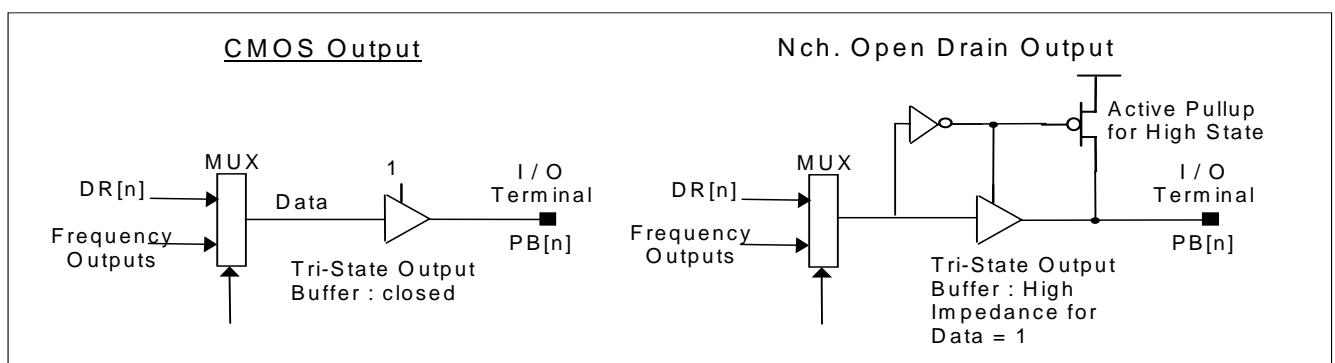 CMOS Output
MUX
1
I / O
Terminal
DR[n]
Data
Frequency
Outputs
PB[n]
Tri-State Output
Buffer : closed
Nch. Open Drain Output
Active Pullup
for High State
MUX
I / O
Terminal
DR[n]
Frequency
Outputs
PB[n]
Tri-State Output
Buffer : High
Impedance for
Data = 1